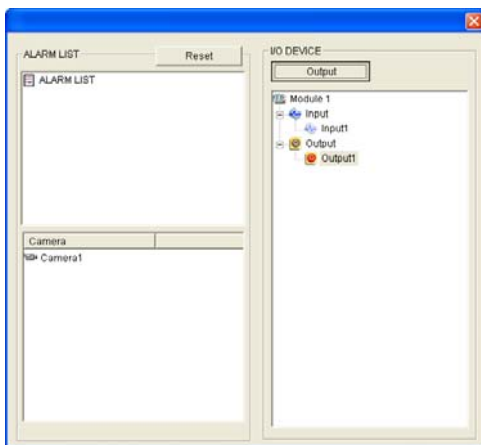 ALARM LIST
Reset
ALARM LIST
Camera
Camera1
I/O DEVICE
Output
Module 1
Input
Input1
Output
Output1